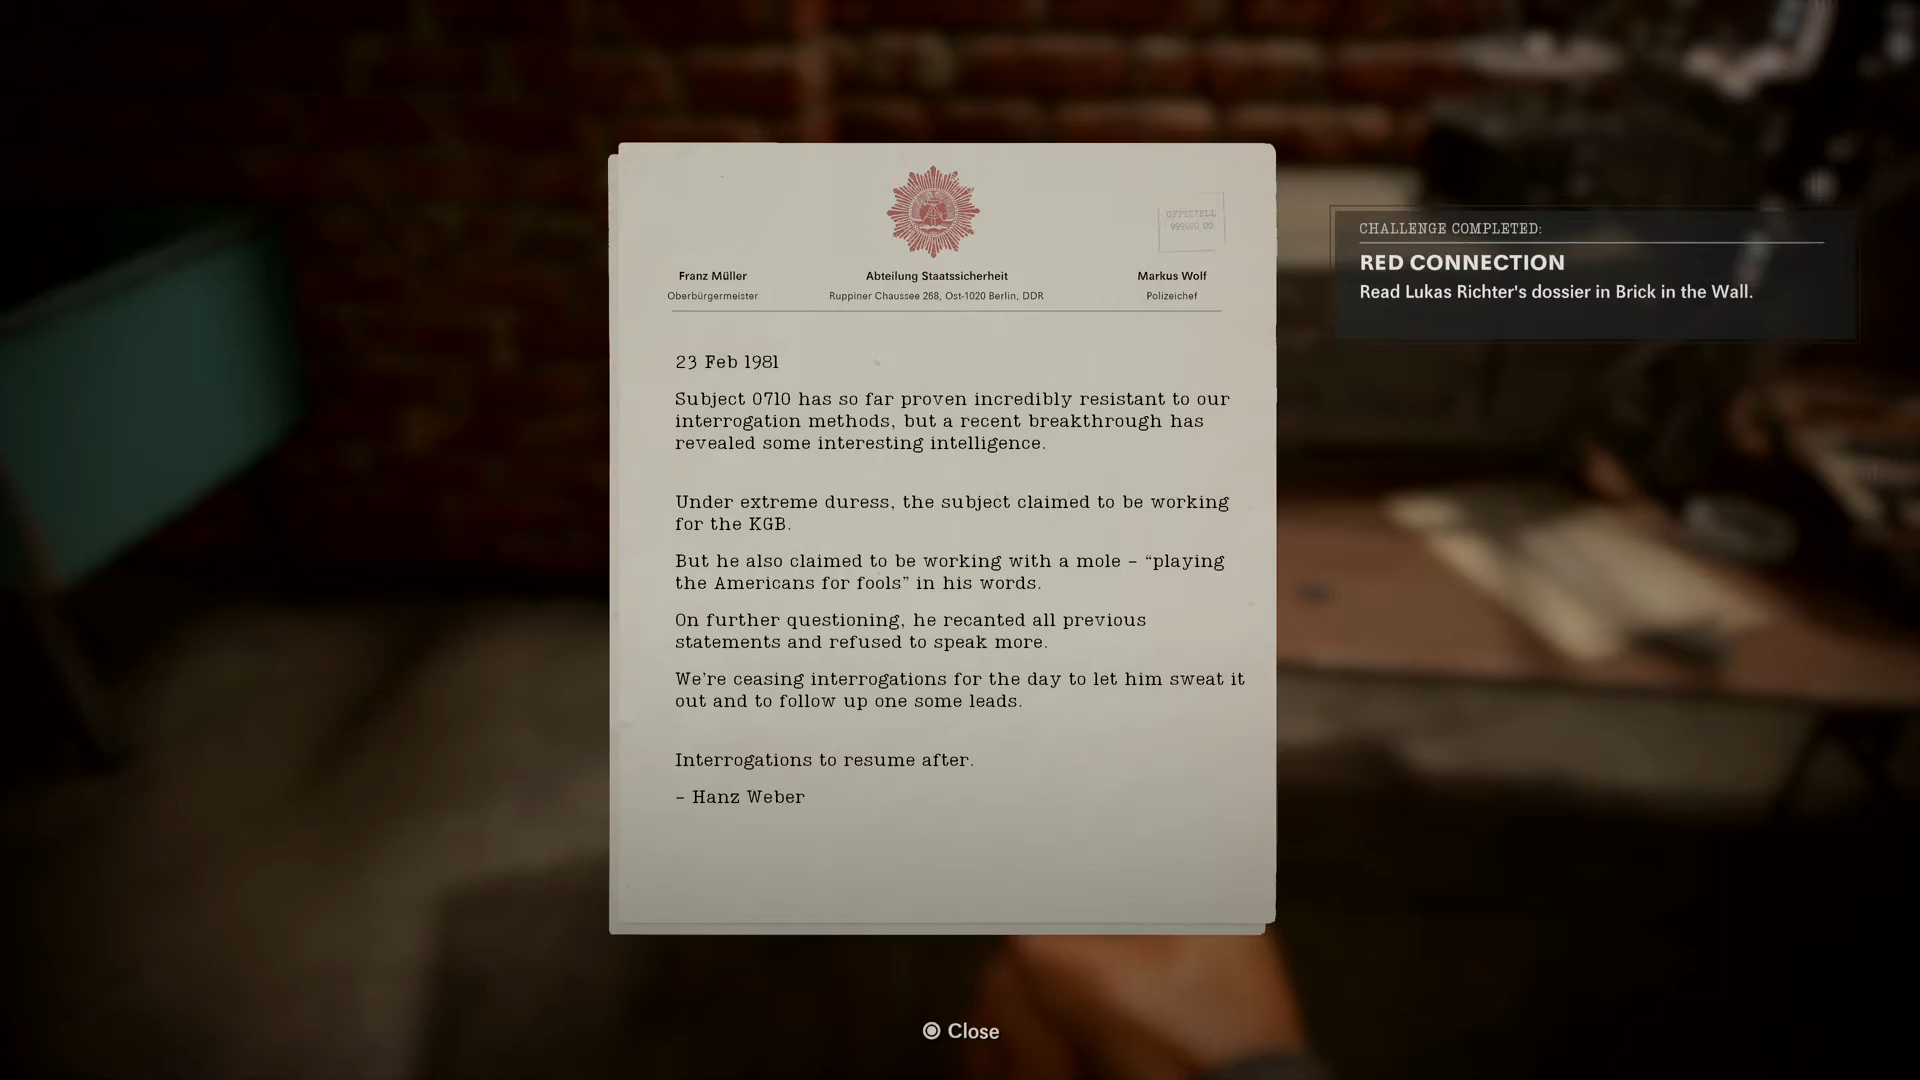 OFFIZIELL
Franz Müller
Abteilung Staatssicherheit
Markus Wolf
Oberbürgermeister
Ruppiner Chaussee 268, Ost-1020 Berlin, DDR
Polizeichef
23 Feb 1981
Subject 0710 has so far proven incredibly resistant to our
interrogation methods, but a recent breakthrough has
revealed some interesting intelligence.
Under extreme duress, the subject claimed to be working
for the KGB.
But he also claimed to be working with a mole – “playing
the Americans for fools” in his words.
On further questioning, he recanted all previous
statements and refused to speak more.
We’re ceasing interrogations for the day to let him sweat it
out and to follow up one some leads.
Interrogations to resume after.
– Hanz Weber
CHALLENGE COMPLETED:
RED CONNECTION
Read Lukas Richter's dossier in Brick in the Wall.
Close